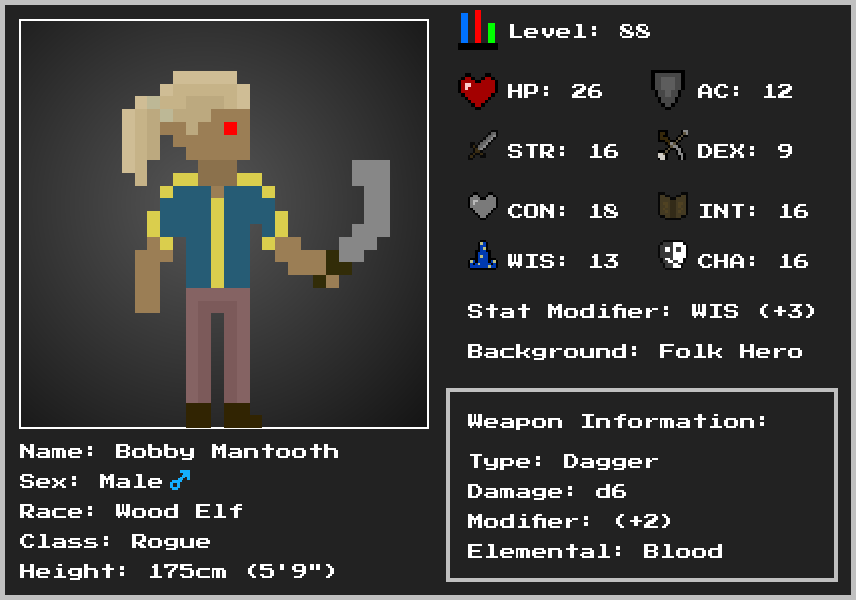 Level: 88
HP: 26
AC: 12
STR: 16
DEX: 9
CON: 18
INT: 16
WIS: 13
CHA: 16
Stat Modifier: WIS (+3)
Background: Folk Hero
Weapon Information:
Type: Dagger
Damage: d6
Modifier: (+2)
Elemental: Blood
Name: Bobby Mantooth
Sex: Male♂
Race: Wood Elf
Class: Rogue
Height: 175cm (5'9")